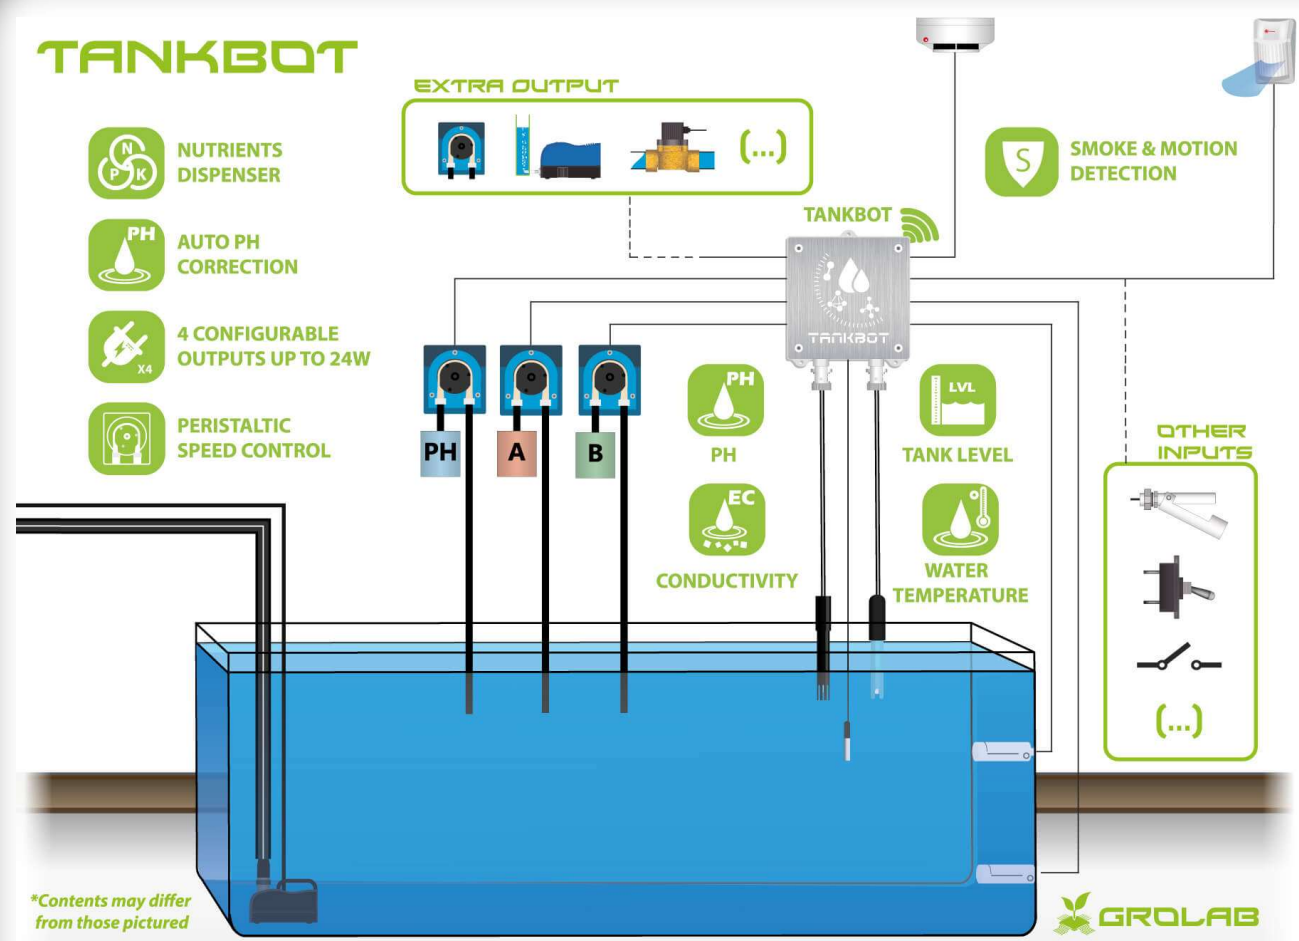 TANKBOT
EXTRA OUTPUT
(...)
NUTRIENTS
DISPENSER
N
P
K
PH
AUTO PH
CORRECTION
4 CONFIGURABLE
OUTPUTS UP TO 24W
X4
PERISTALTIC
SPEED CONTROL
S
SMOKE & MOTION
DETECTION
TANKBOT
TANKBOT
PH
A
B
PH
PH
LVL
TANK LEVEL
EC
CONDUCTIVITY
WATER
TEMPERATURE
OTHER
INPUTS
(...)
*Contents may differ
from those pictured
GROLAB